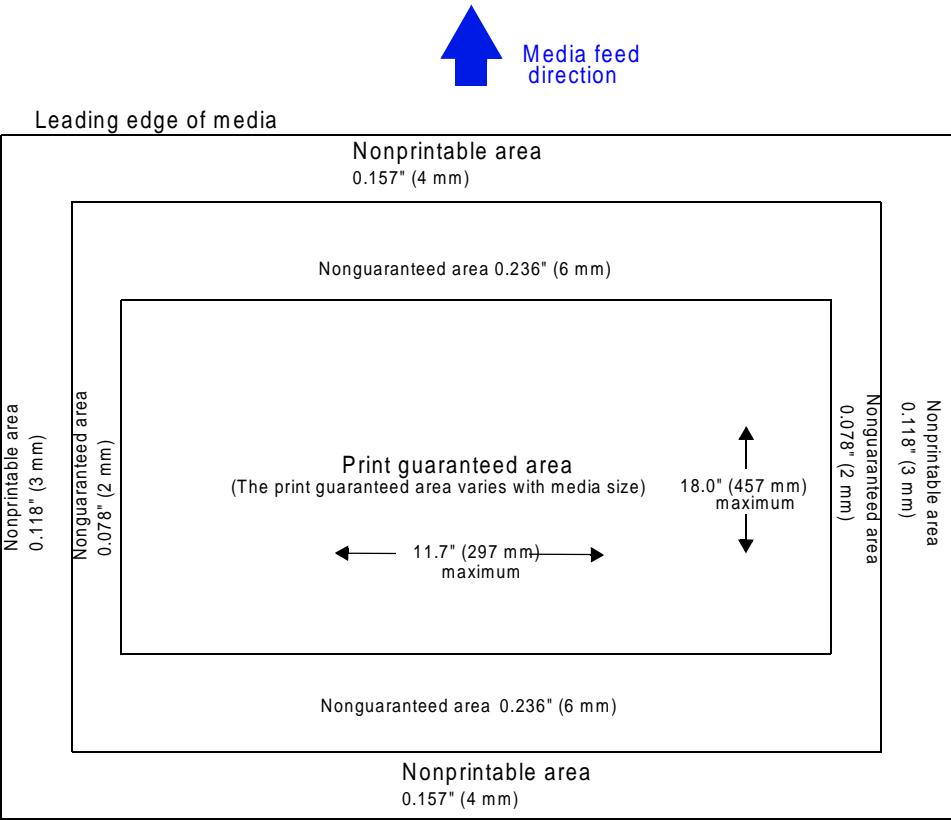 Media feed
direction
Leading edge of media
Nonprintable area
0.157" (4 mm)
Nonguaranteed area 0.236" (6 mm)
Nonprintable area
0.118" (3 mm)
Nonguaranteed area
0.078" (2 mm)
Print guaranteed area
(The print guaranteed area varies with media size)
18.0" (457 mm)
maximum
11.7" (297 mm)
maximum
Nonguaranteed area
0.078" (2 mm)
Nonprintable area
0.118" (3 mm)
Nonguaranteed area 0.236" (6 mm)
Nonprintable area
0.157" (4 mm)